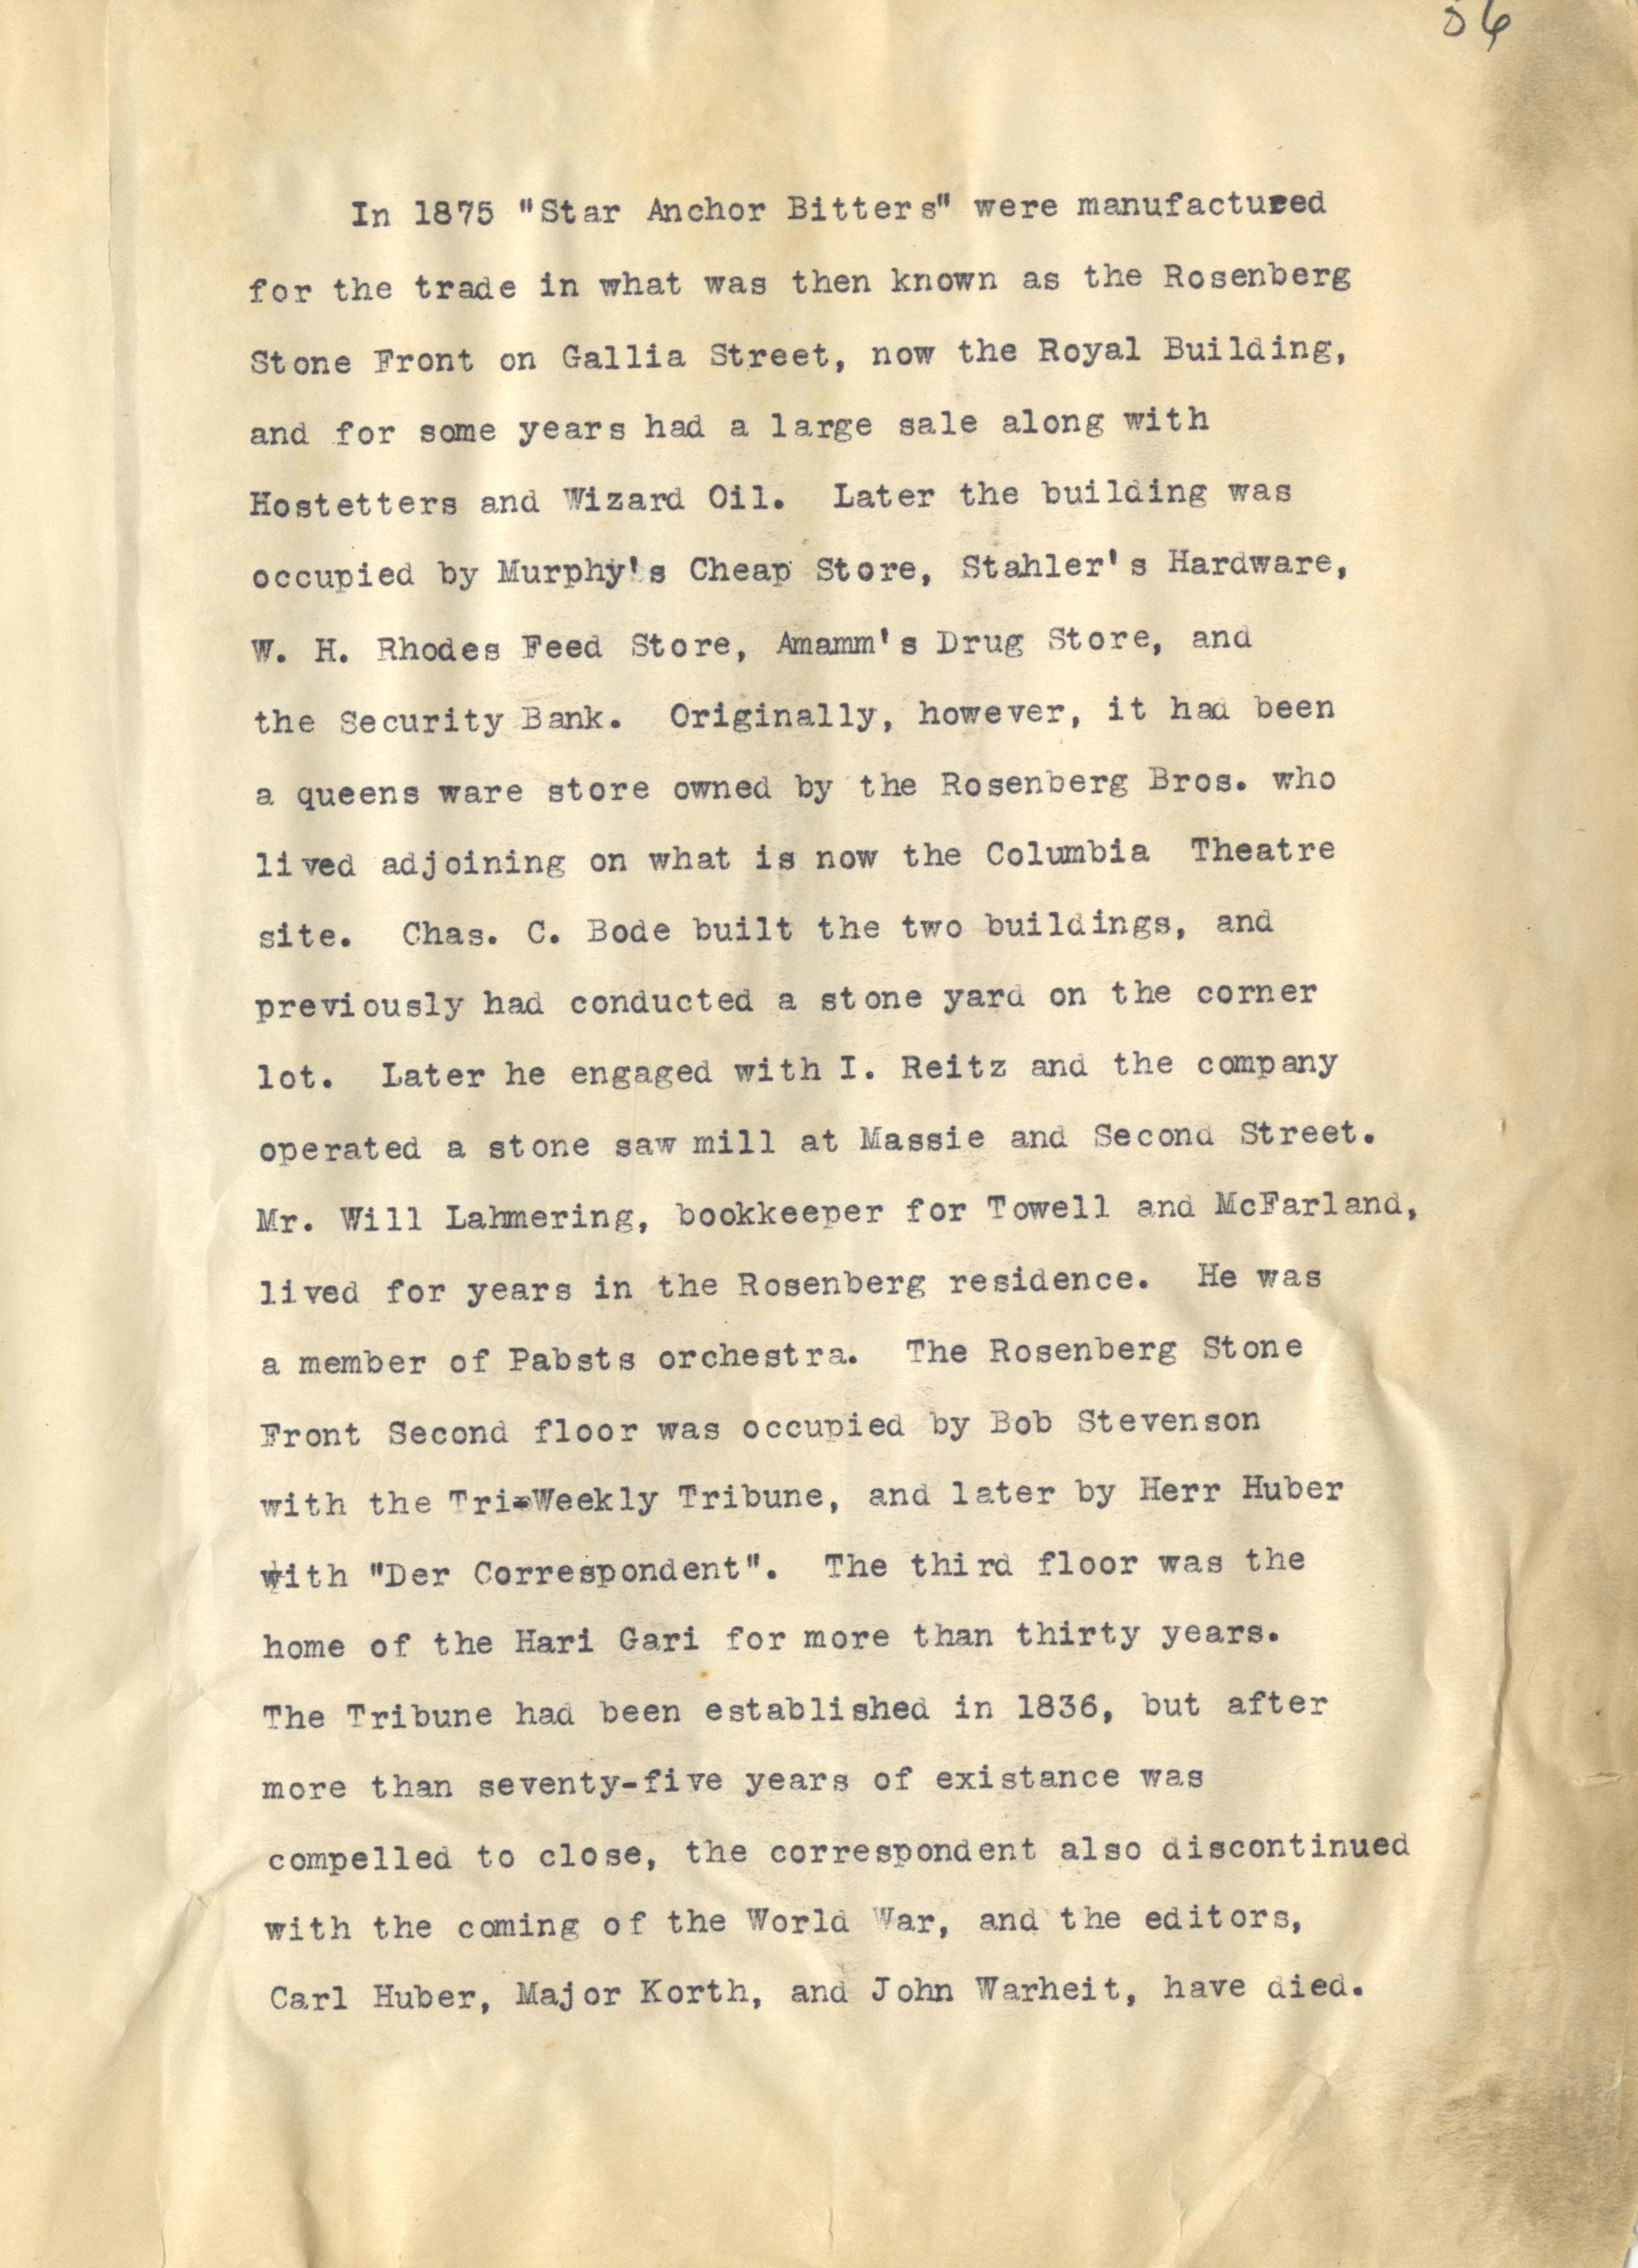 In 1875 "Star Anchor Bitters" were manufactured
for the trade in what was then known as the Rosenberg
Stone Front on Gallia Street, now the Royal Building,
and for some years had a large sale along with
Hostetters and Wizard Oil. Later the building was
occupied by Murphy's Cheap Store, Stahler's Hardware,
W. H. Rhodes Feed Store, Amamm's Drug Store, and
the Security Bank. Originally, however, it had been
a queens ware store owned by the Rosenberg Bros. who
lived adjoining on what is now the Columbia Theatre
site. Chas. C. Bode built the two buildings, and
previously had conducted a stone yard on the corner
lot. Later he engaged with I. Reitz and the company
operated a stone saw mill at Massie and Second Street.
Mr. Will Lahmering, bookkeeper for Towell and McFarland,
lived for years in the Rosenberg residence. He was
a member of Pabsts orchestra. The Rosenberg Stone
Front Second floor was occupied by Bob Stevenson
with the Tri-Weekly Tribune, and later by Herr Huber
with "Der Correspondent". The third floor was the
home of the Hari Gari for more than thirty years.
The Tribune had been established in 1836, but after
more than seventy-five years of existance was
compelled to close, the correspondent also discontinued
with the coming of the World War, and the editors,
Carl Huber, Major Korth, and John Warheit, have died.